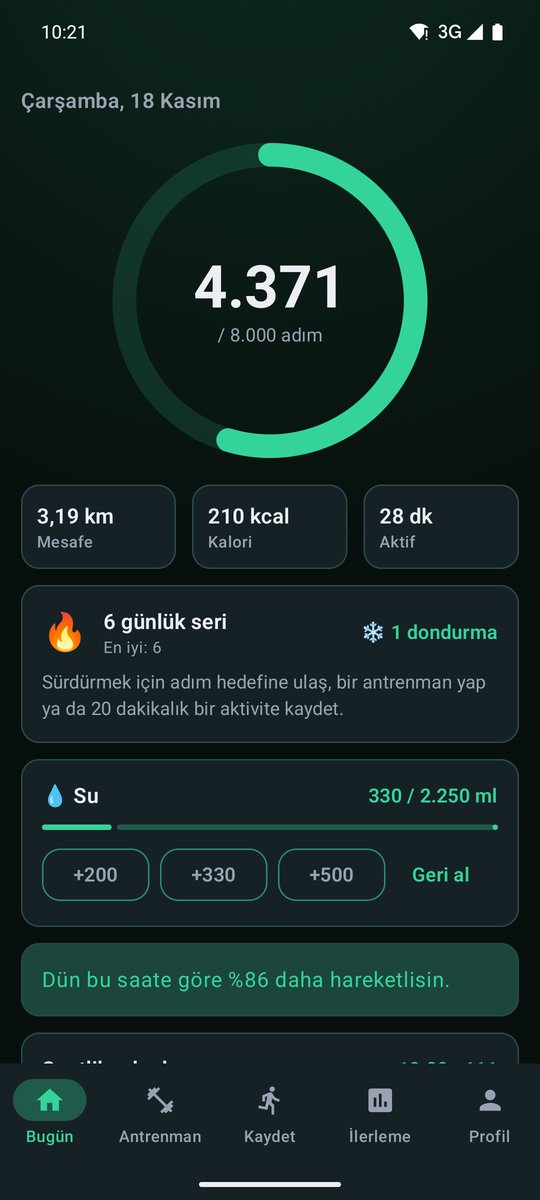 10:21
3G
Çarşamba, 18 Kasım
4.371
/ 8.000 adım
3,19 km
Mesafe
210 kcal
Kalori
28 dk
Aktif
6 günlük seri
En iyi: 6
1 dondurma
Sürdürmek için adım hedefine ulaş, bir antrenman yap
ya da 20 dakikalık bir aktivite kaydet.
Su
330 / 2.250 ml
+200
+330
+500
Geri al
Dün bu saate göre %86 daha hareketlisin.
Bugün
Antrenman
Kaydet
İlerleme
Profil